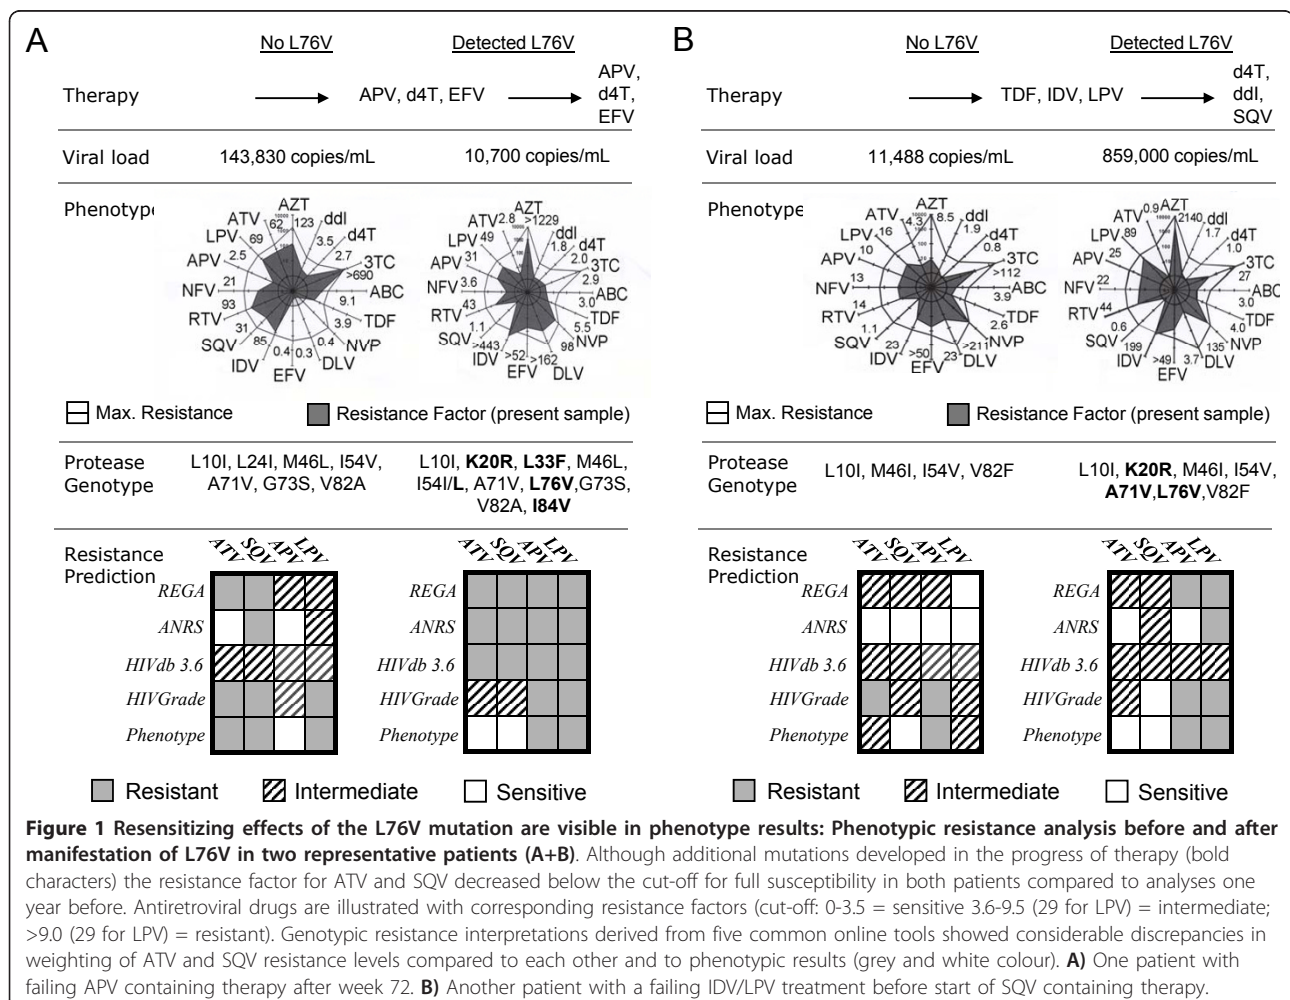 A
No L76V
Detected L76V
Therapy
APV, d4T, EFV
APV,
d4T,
EFV
Viral load
143,830 copies/mL
10,700 copies/mL
Phenotype
AZT
123
ddI
3.5
d4T
2.7
3TC
>690
ABC
9.1
TDF
3.9
NVP
0.4
DLV
0.3
EFV
0.4
IDV
85
SQV
31
RTV
93
NFV
21
APV
2.5
LPV
69
ATV
62
AZT
>1229
ddI
1.8
d4T
2.0
3TC
2.9
ABC
3.0
TDF
5.5
NVP
98
DLV
>162
EFV
>52
IDV
>443
SQV
1.1
RTV
43
NFV
3.6
APV
31
LPV
49
ATV
2.8
Max. Resistance
Resistance Factor (present sample)
Protease
Genotype
L10I, L24I, M46L, I54V,
A71V, G73S, V82A
L10I, K20R, L33F, M46L,
I54I/L, A71V, L76V,G73S,
V82A, I84V
Resistance
Prediction
ATV SQV APV LPV
REGA
ANRS
HIVdb 3.6
HIVGrade
Phenotype
ATV SQV APV LPV
REGA
ANRS
HIVdb 3.6
HIVGrade
Phenotype
Resistant
Intermediate
Sensitive
B
No L76V
Detected L76V
Therapy
TDF, IDV, LPV
d4T,
ddI,
SQV
Viral load
11,488 copies/mL
859,000 copies/mL
Phenotype
AZT
8.5
ddI
1.9
d4T
0.8
3TC
>112
ABC
3.9
TDF
2.6
NVP
>211
DLV
23
EFV
>50
IDV
23
SQV
1.1
RTV
14
NFV
13
APV
10
LPV
16
ATV
4.3
AZT
2140
ddI
1.7
d4T
1.0
3TC
27
ABC
3.0
TDF
4.0
NVP
135
DLV
3.7
EFV
>49
IDV
199
SQV
0.6
RTV
44
NFV
22
APV
25
LPV
89
ATV
0.9
Max. Resistance
Resistance Factor (present sample)
Protease
Genotype
L10I, M46I, I54V, V82F
L10I, K20R, M46I, I54V,
A71V,L76V,V82F
Resistance
Prediction
ATV SQV APV LPV
REGA
ANRS
HIVdb 3.6
HIVGrade
Phenotype
ATV SQV APV LPV
REGA
ANRS
HIVdb 3.6
HIVGrade
Phenotype
Resistant
Intermediate
Sensitive
Figure 1 Resensitizing effects of the L76V mutation are visible in phenotype results: Phenotypic resistance analysis before and after
manifestation of L76V in two representative patients (A+B). Although additional mutations developed in the progress of therapy (bold
characters) the resistance factor for ATV and SQV decreased below the cut-off for full susceptibility in both patients compared to analyses one
year before. Antiretroviral drugs are illustrated with corresponding resistance factors (cut-off: 0-3.5 = sensitive 3.6-9.5 (29 for LPV) = intermediate;
>9.0 (29 for LPV) = resistant). Genotypic resistance interpretations derived from five common online tools showed considerable discrepancies in
weighting of ATV and SQV resistance levels compared to each other and to phenotypic results (grey and white colour). A) One patient with
failing APV containing therapy after week 72. B) Another patient with a failing IDV/LPV treatment before start of SQV containing therapy.